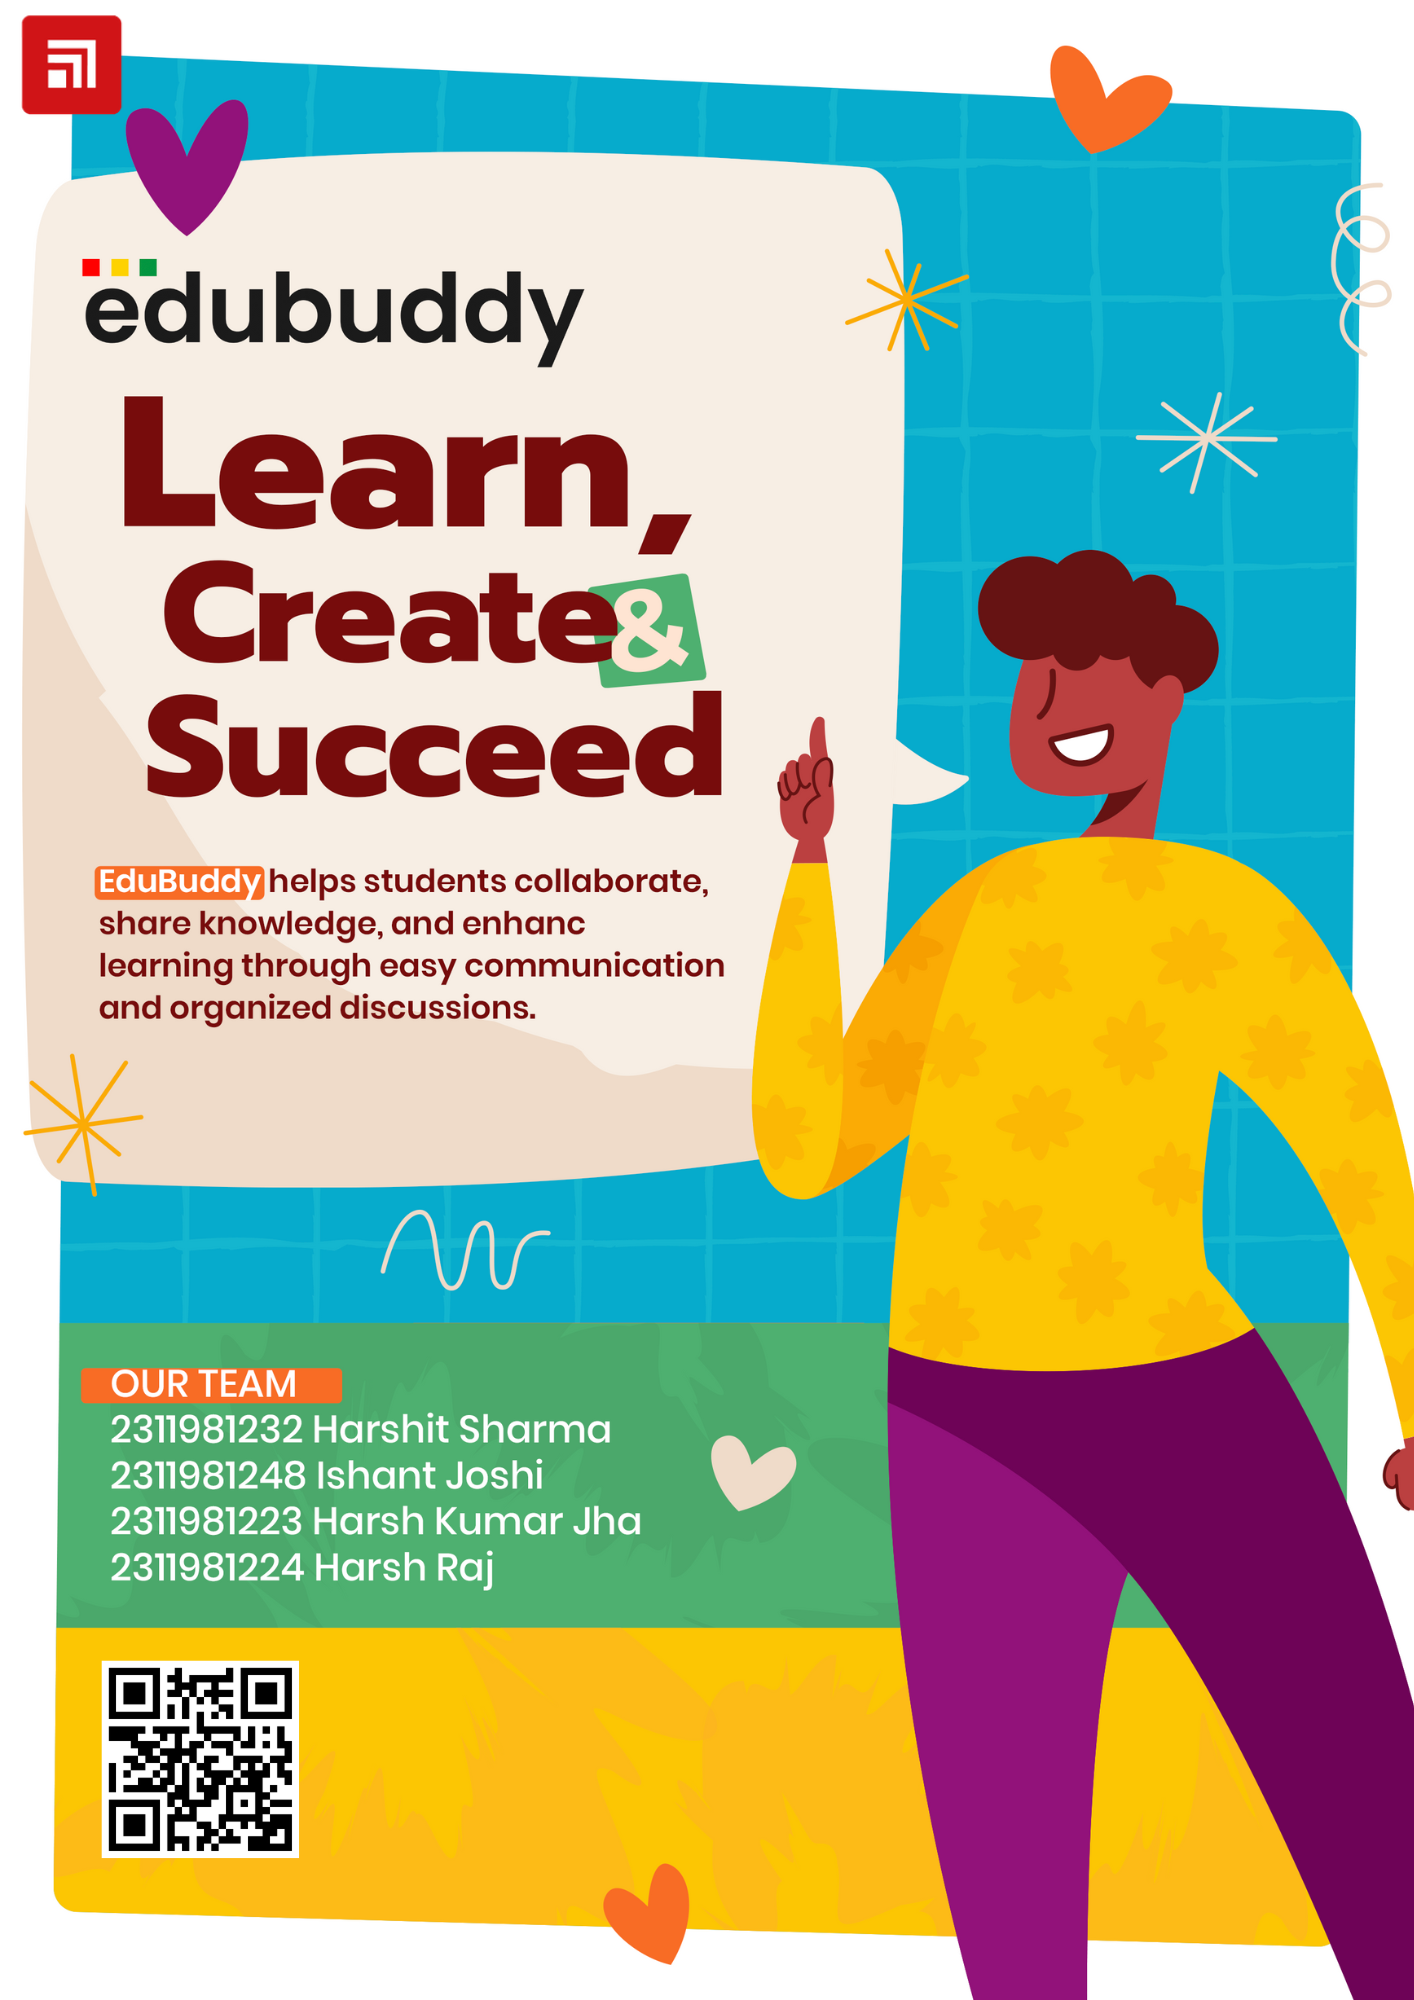 edubuddy
Learn,
Create &
Succeed
EduBuddy helps students collaborate,
share knowledge, and enhanc
learning through easy communication
and organized discussions.
OUR TEAM
2311981232 Harshit Sharma
2311981248 Ishant Joshi
2311981223 Harsh Kumar Jha
2311981224 Harsh Raj